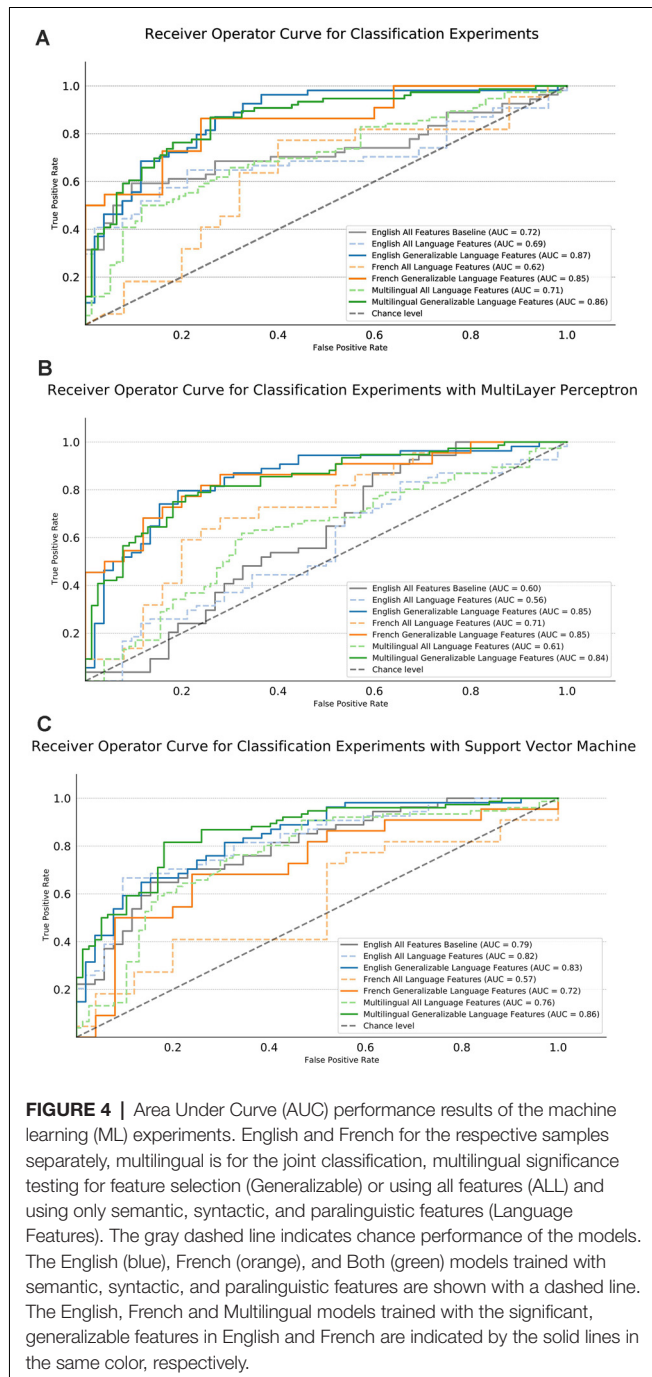 A
Receiver Operator Curve for Classification Experiments
1.0
0.8
0.6
0.4
0.2
True Positive Rate
English All Features Baseline (AUC = 0.72)
English All Language Features (AUC = 0.69)
English Generalizable Language Features (AUC = 0.87)
French All Language Features (AUC = 0.62)
French Generalizable Language Features (AUC = 0.85)
Multilingual All Language Features (AUC = 0.71)
Multilingual Generalizable Language Features (AUC = 0.86)
Chance level
0.2 0.4 0.6 0.8 1.0
False Positive Rate
B
Receiver Operator Curve for Classification Experiments with MultiLayer Perceptron
1.0
0.8
0.6
0.4
0.2
True Positive Rate
English All Features Baseline (AUC = 0.60)
English All Language Features (AUC = 0.56)
English Generalizable Language Features (AUC = 0.85)
French All Language Features (AUC = 0.71)
French Generalizable Language Features (AUC = 0.85)
Multilingual All Language Features (AUC = 0.61)
Multilingual Generalizable Language Features (AUC = 0.84)
Chance level
0.2 0.4 0.6 0.8 1.0
False Positive Rate
C
Receiver Operator Curve for Classification Experiments with Support Vector Machine
1.0
0.8
0.6
0.4
0.2
True Positive Rate
English All Features Baseline (AUC = 0.79)
English All Language Features (AUC = 0.82)
English Generalizable Language Features (AUC = 0.83)
French All Language Features (AUC = 0.57)
French Generalizable Language Features (AUC = 0.72)
Multilingual All Language Features (AUC = 0.76)
Multilingual Generalizable Language Features (AUC = 0.86)
Chance level
0.2 0.4 0.6 0.8 1.0
False Positive Rate
FIGURE 4 | Area Under Curve (AUC) performance results of the machine
learning (ML) experiments. English and French for the respective samples
separately, multilingual is for the joint classification, multilingual significance
testing for feature selection (Generalizable) or using all features (ALL) and
using only semantic, syntactic, and paralinguistic features (Language
Features). The gray dashed line indicates chance performance of the models.
The English (blue), French (orange), and Both (green) models trained with
semantic, syntactic, and paralinguistic features are shown with a dashed line.
The English, French and Multilingual models trained with the significant,
generalizable features in English and French are indicated by the solid lines in
the same color, respectively.